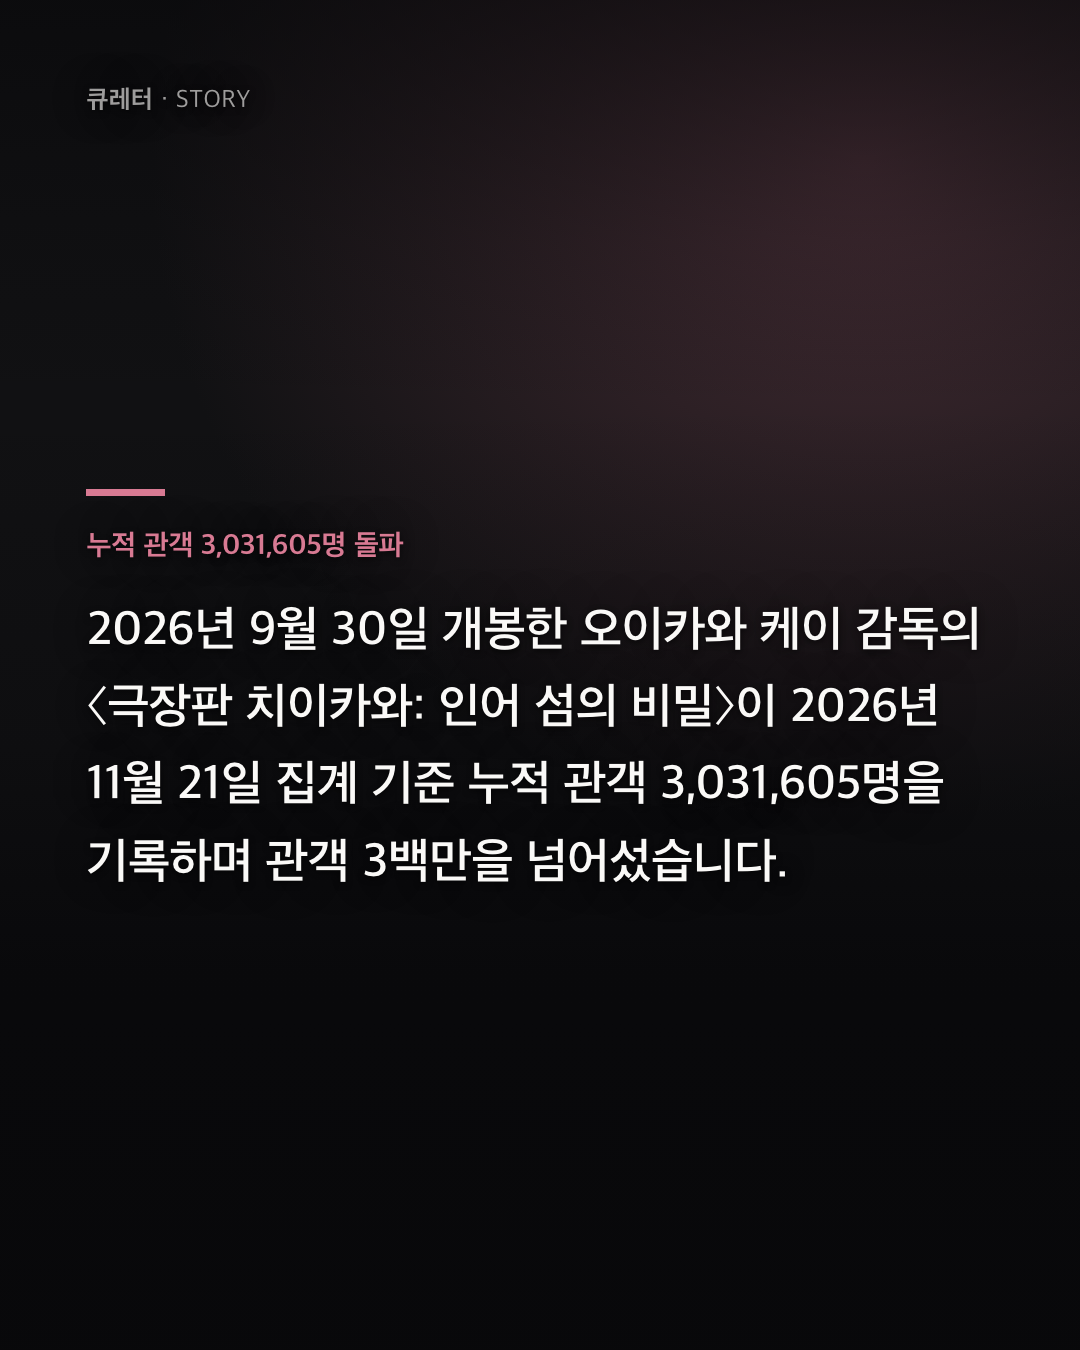 큐레터 · STORY
누적 관객 3,031,605명 돌파
2026년 9월 30일 개봉한 오이카와 케이 감독의
〈극장판 치이카와: 인어 섬의 비밀〉이 2026년
11월 21일 집계 기준 누적 관객 3,031,605명을
기록하며 관객 3백만을 넘어섰습니다.